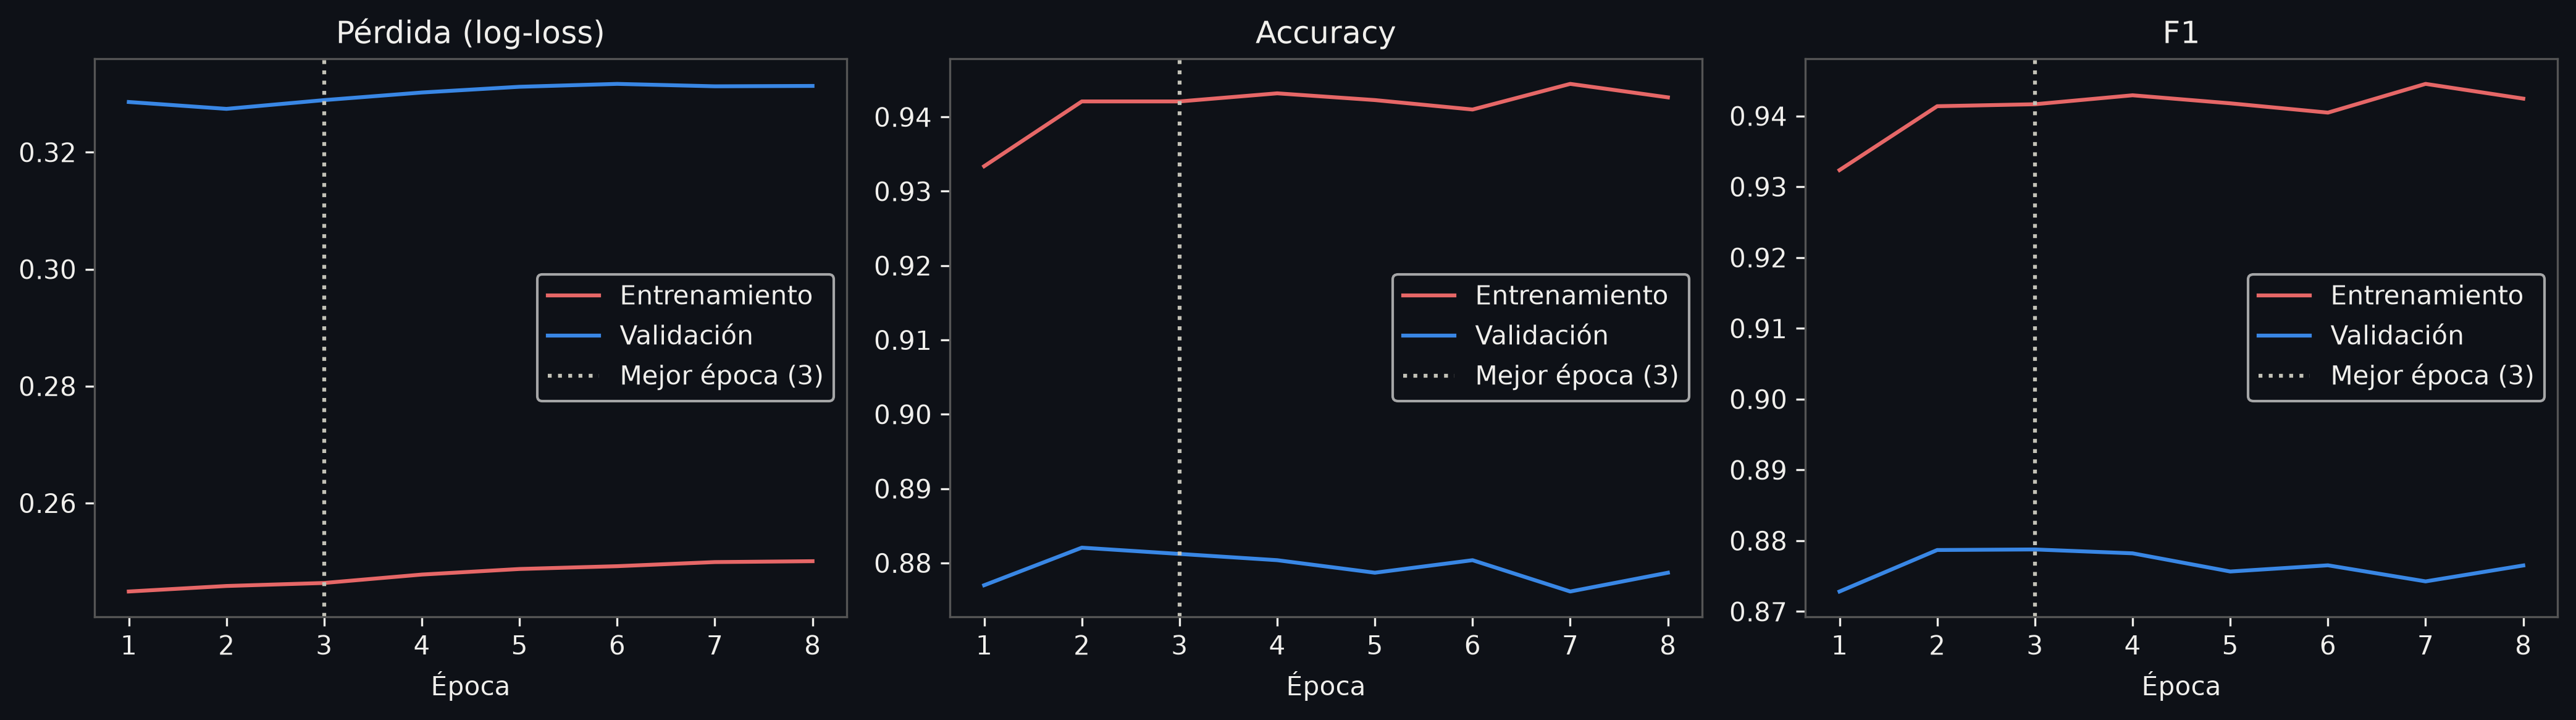 Pérdida (log-loss)
0.32
0.30
0.28
0.26
Entrenamiento
Validación
Mejor época (3)
1 2 3 4 5 6 7 8
Época
Accuracy
0.94
0.93
0.92
0.91
0.90
0.89
0.88
Entrenamiento
Validación
Mejor época (3)
1 2 3 4 5 6 7 8
Época
F1
0.94
0.93
0.92
0.91
0.90
0.89
0.88
0.87
Entrenamiento
Validación
Mejor época (3)
1 2 3 4 5 6 7 8
Época